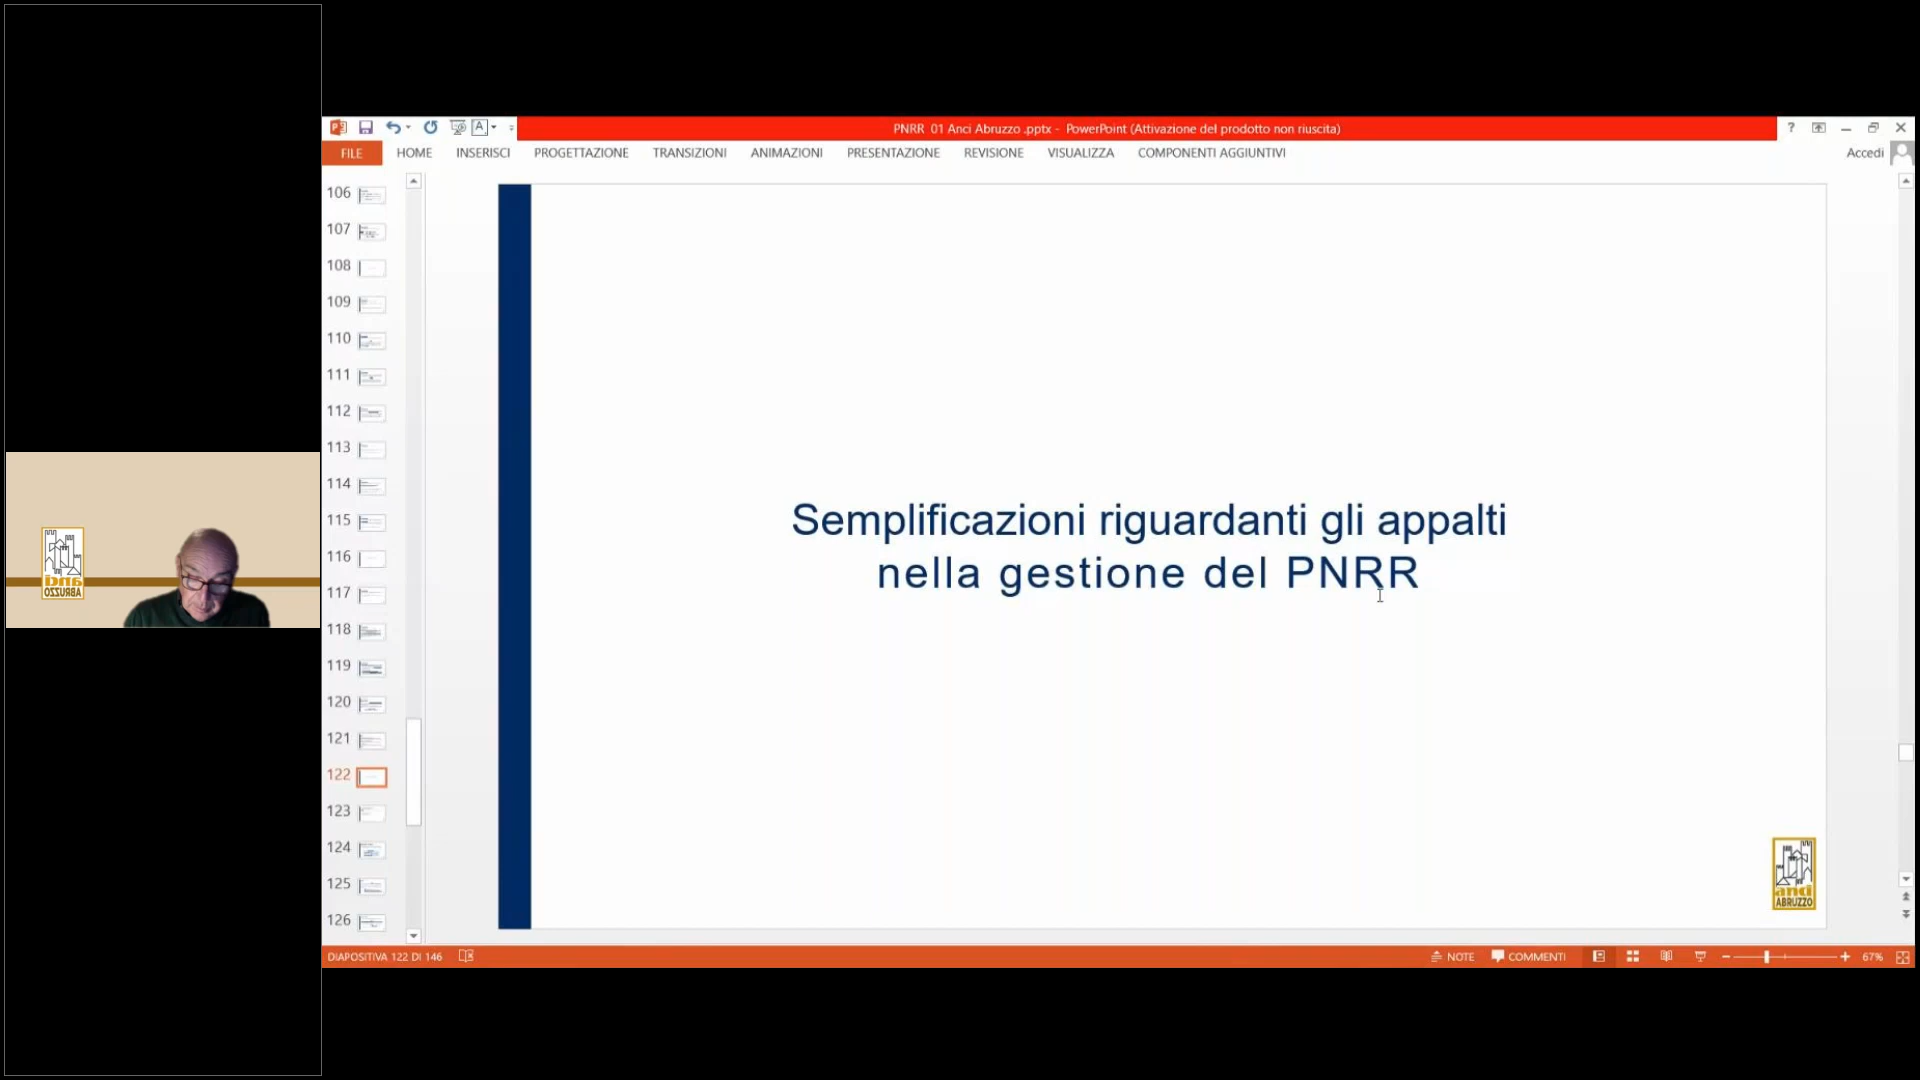 PNRR 01 Anci Abruzzo .pptx - PowerPoint (Attivazione del prodotto non riuscita)
FILE HOME INSERISCI PROGETTAZIONE TRANSIZIONI ANIMAZIONI PRESENTAZIONE REVISIONE VISUALIZZA COMPONENTI AGGIUNTIVI Accedi
106
107
108
109
110
111
112
113
114
115
116
117
118
119
120
121
122
123
124
125
126
Semplificazioni riguardanti gli appalti
nella gestione del PNRR
anci
ABRUZZO
anci
ABRUZZO
DIAPOSITIVA 122 DI 146 NOTE COMMENTI 67%